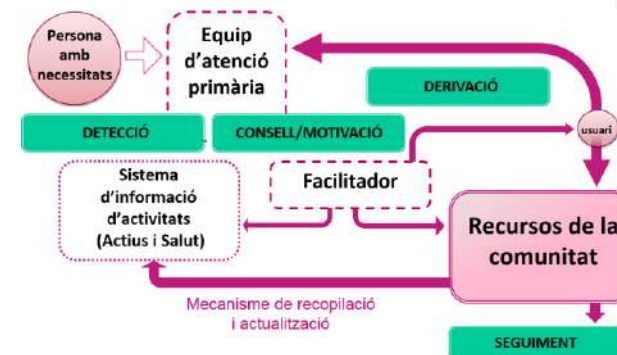 Persona
amb
necessitats
Equip
d'atenció
primària
DERIVACIÓ
usuari
DETECCIÓ
CONSELL/MOTIVACIÓ
Sistema
d'informació
d'activitats
(Actius i Salut)
Facilitador
Recursos de la
comunitat
Mecanisme de recopilació
i actualització
SEGUIMENT